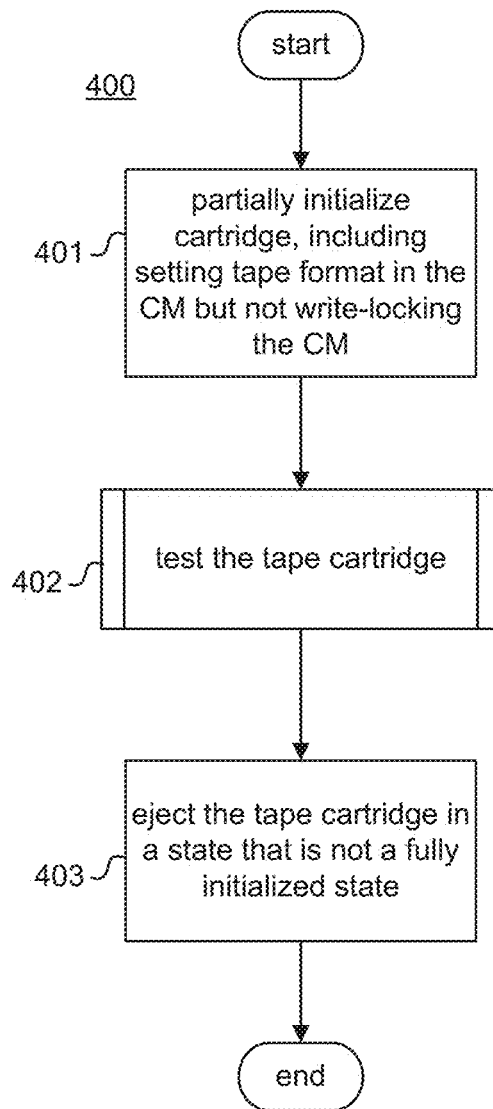 start
400
partially initialize
cartridge, including
setting tape format in the
CM but not write-locking
the CM
401
test the tape cartridge
402
eject the tape cartridge in
a state that is not a fully
initialized state
403
end